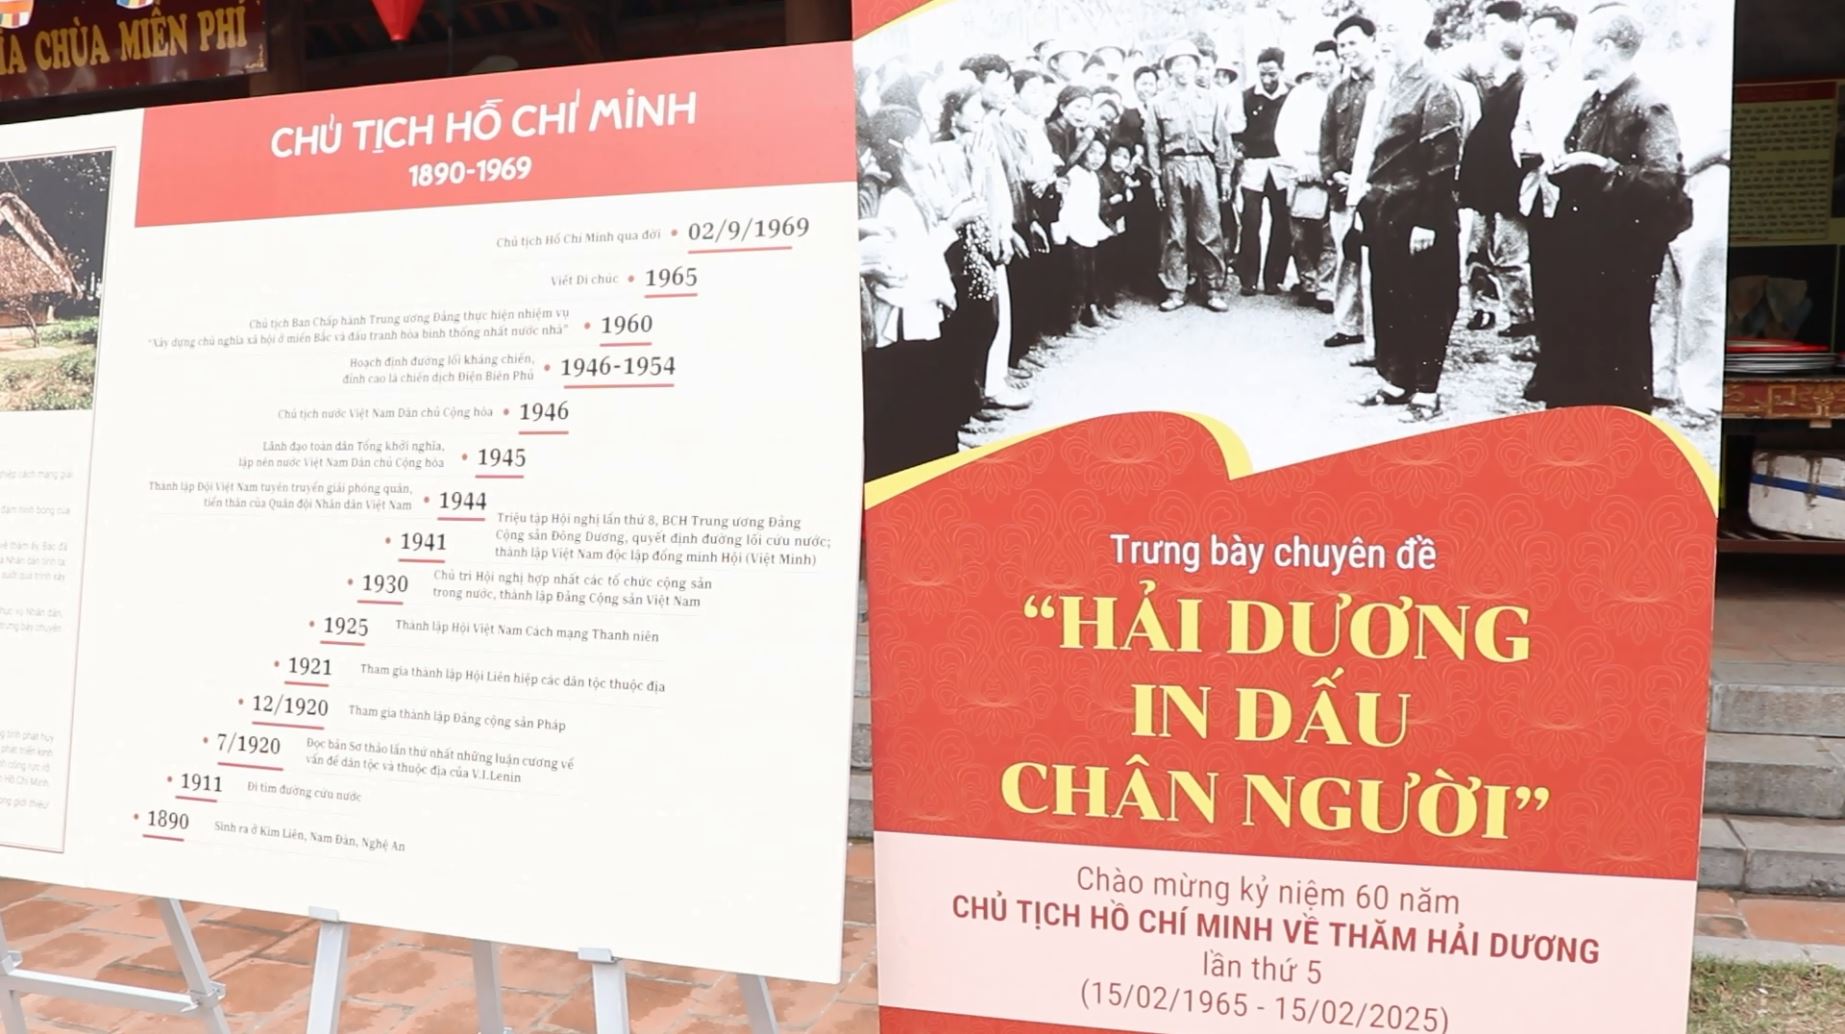 CHÙA MIỄN PHÍ
CHỦ TỊCH HỒ CHÍ MINH
1890-1969
Chủ tịch Hồ Chí Minh qua đời • 02/9/1969
Viết Di chúc • 1965
Chủ tịch Ban Chấp hành Trung ương Đảng thực hiện nhiệm vụ
"Xây dựng chủ nghĩa xã hội ở miền Bắc và đấu tranh hòa bình thống nhất nước nhà" • 1960
Hoạch định đường lối kháng chiến,
đỉnh cao là chiến dịch Điện Biên Phủ • 1946-1954
Chủ tịch nước Việt Nam Dân chủ Cộng hòa • 1946
Lãnh đạo toàn dân Tổng khởi nghĩa,
lập nên nước Việt Nam Dân chủ Cộng hòa • 1945
Thành lập Đội Việt Nam tuyên truyền giải phóng quân,
tiền thân của Quân đội Nhân dân Việt Nam • 1944
• 1941 Triệu tập Hội nghị lần thứ 8, BCH Trung ương Đảng
Cộng sản Đông Dương, quyết định đường lối cứu nước;
thành lập Việt Nam độc lập đồng minh Hội (Việt Minh)
• 1930 Chủ trì Hội nghị hợp nhất các tổ chức cộng sản
trong nước, thành lập Đảng Cộng sản Việt Nam
• 1925 Thành lập Hội Việt Nam Cách mạng Thanh niên
• 1921 Tham gia thành lập Hội Liên hiệp các dân tộc thuộc địa
• 12/1920 Tham gia thành lập Đảng cộng sản Pháp
• 7/1920 Đọc bản Sơ thảo lần thứ nhất những luận cương về
vấn đề dân tộc và thuộc địa của V.I.Lenin
• 1911 Đi tìm đường cứu nước
• 1890 Sinh ra ở Kim Liên, Nam Đàn, Nghệ An
Trưng bày chuyên đề
“HẢI DƯƠNG
IN DẤU
CHÂN NGƯỜI”
Chào mừng kỷ niệm 60 năm
CHỦ TỊCH HỒ CHÍ MINH VỀ THĂM HẢI DƯƠNG
lần thứ 5
(15/02/1965 - 15/02/2025)